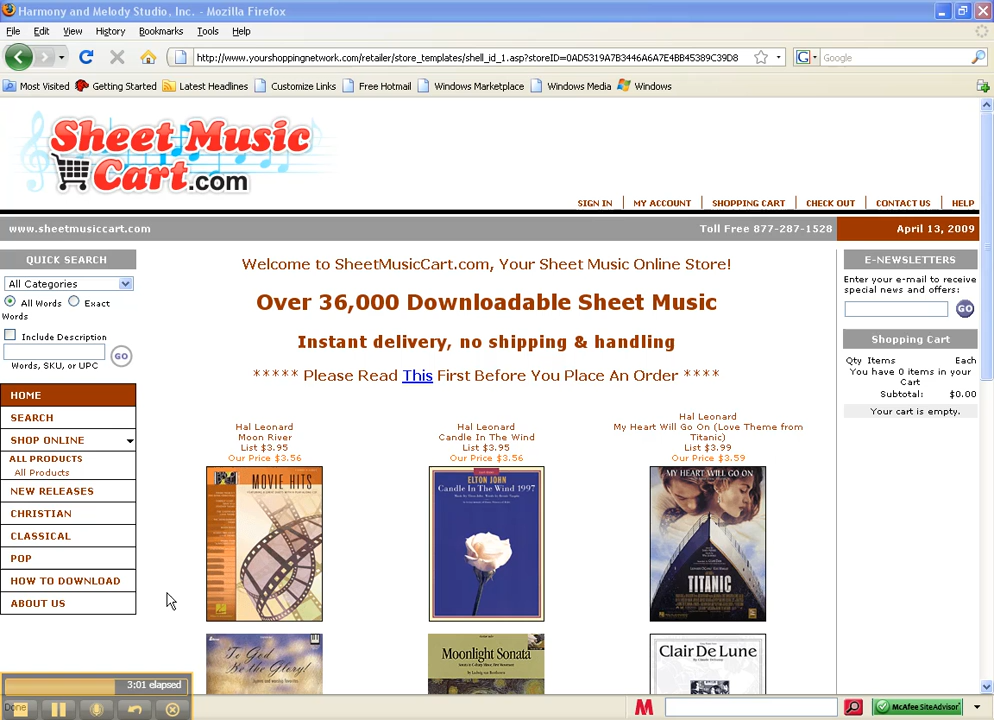 Harmony and Melody Studio, Inc. - Mozilla Firefox
File Edit View History Bookmarks Tools Help
http://www.yourshoppingnetwork.com/retailer/store_templates/shell_id_1.asp?storeID=0AD5319A7B3446A6A7E4BB45389C39D8
Google
Most Visited Getting Started Latest Headlines Customize Links Free Hotmail Windows Marketplace Windows Media Windows
Sheet Music
Cart.com
SIGN IN MY ACCOUNT SHOPPING CART CHECK OUT CONTACT US HELP
www.sheetmusiccart.com Toll Free 877-287-1528 April 13, 2009
QUICK SEARCH
All Categories
All Words Exact
Words
Include Description
GO
Words, SKU, or UPC
HOME
SEARCH
SHOP ONLINE
ALL PRODUCTS
All Products
NEW RELEASES
CHRISTIAN
CLASSICAL
POP
HOW TO DOWNLOAD
ABOUT US
Welcome to SheetMusicCart.com, Your Sheet Music Online Store!
Over 36,000 Downloadable Sheet Music
Instant delivery, no shipping & handling
***** Please Read This First Before You Place An Order ****
Hal Leonard
Moon River
List $3.95
Our Price $3.56
MOVIE HITS
Hal Leonard
Candle In The Wind
List $3.95
Our Price $3.56
ELTON JOHN
Candle In The Wind 1997
Hal Leonard
My Heart Will Go On (Love Theme from
Titanic)
List $3.99
Our Price $3.59
MY HEART WILL GO ON
TITANIC
To God
Be the Glory!
Moonlight Sonata
Clair De Lune
E-NEWSLETTERS
Enter your e-mail to receive
special news and offers:
GO
Shopping Cart
Qty Items Each
You have 0 items in your
Cart
Subtotal: $0.00
Your cart is empty.
3:01 elapsed
Done
McAfee SiteAdvisor